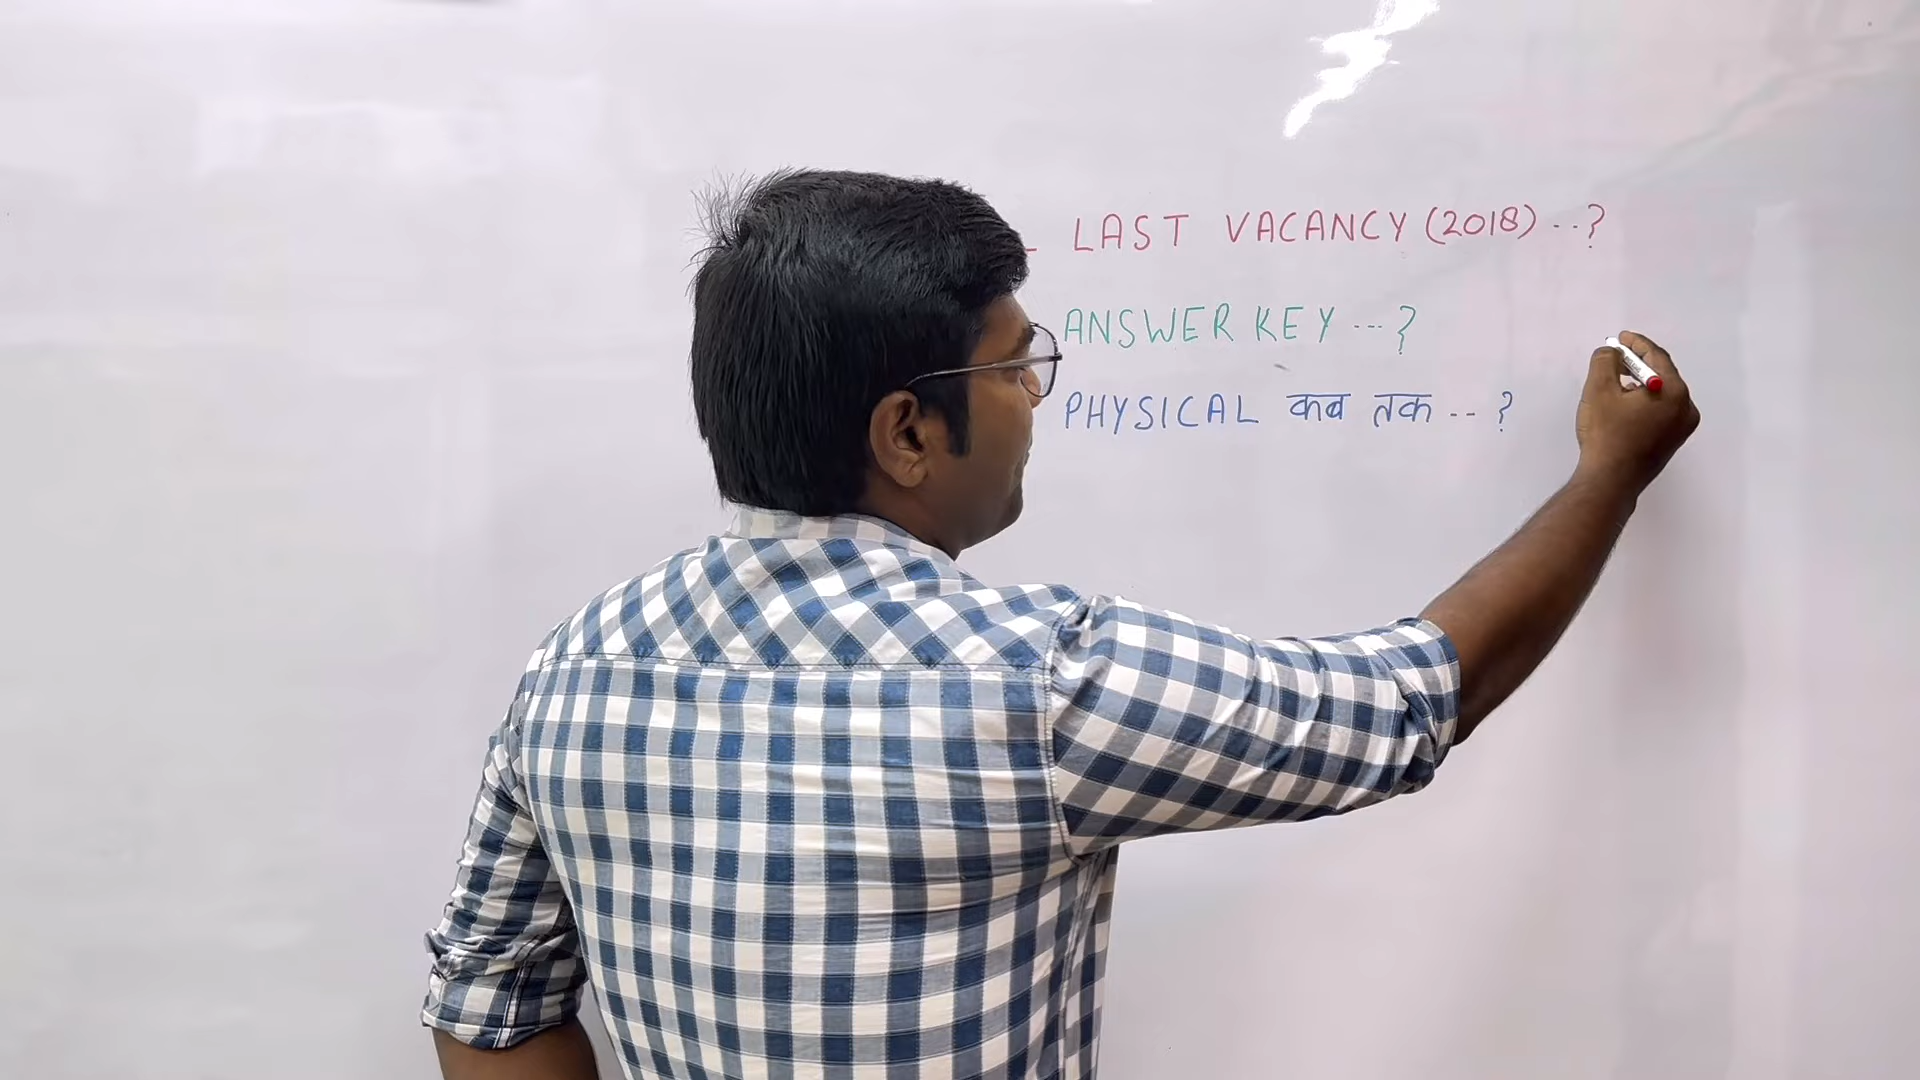 LAST VACANCY (2018) ..?
ANSWER KEY ...?
PHYSICAL कब तक -- ?